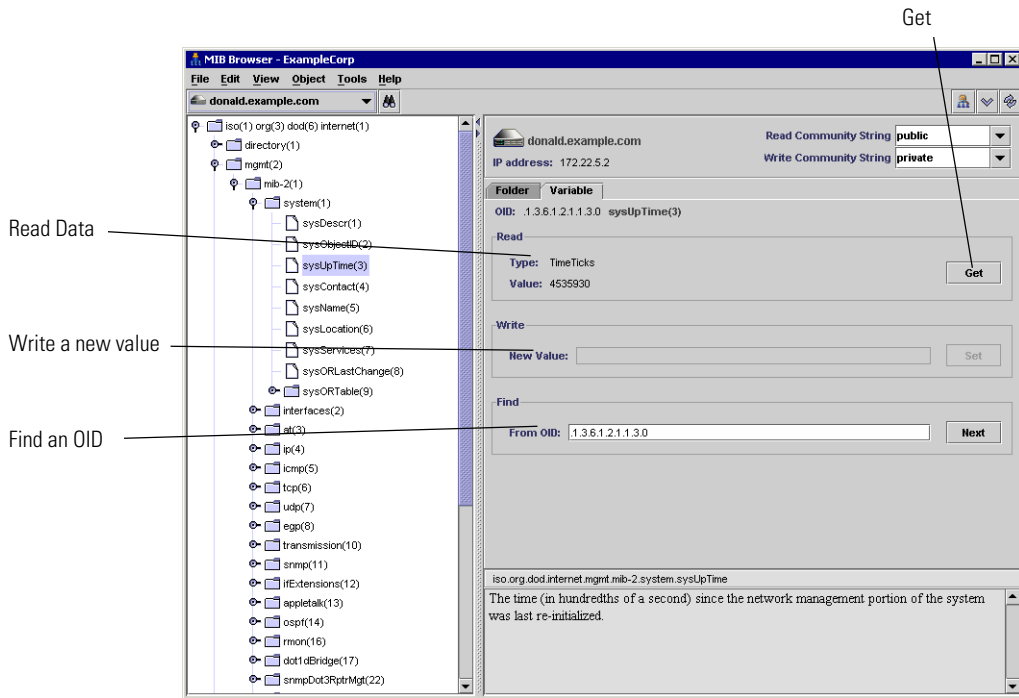 Get
MIB Browser - ExampleCorp
File Edit View Object Tools Help
donald.example.com
iso(1) org(3) dod(6) internet(1)
directory(1)
mgmt(2)
mib-2(1)
system(1)
sysDescr(1)
sysObjectID(2)
sysUpTime(3)
sysContact(4)
sysName(5)
sysLocation(6)
sysServices(7)
sysORLastChange(8)
sysORTable(9)
interfaces(2)
at(3)
ip(4)
icmp(5)
tcp(6)
udp(7)
egp(8)
transmission(10)
snmp(11)
ifExtensions(12)
appletalk(13)
ospf(14)
rmon(16)
dot1dBridge(17)
snmpDot3RptrMgt(22)
Read Data
Write a new value
Find an OID
donald.example.com
IP address: 172.22.5.2
Read Community String public
Write Community String private
Folder Variable
OID: .1.3.6.1.2.1.1.3.0 sysUpTime(3)
Read
Type: TimeTicks
Value: 4535930
Get
Write
New Value:
Set
Find
From OID: .1.3.6.1.2.1.1.3.0
Next
iso.org.dod.internet.mgmt.mib-2.system.sysUpTime
The time (in hundredths of a second) since the network management portion of the system
was last re-initialized.